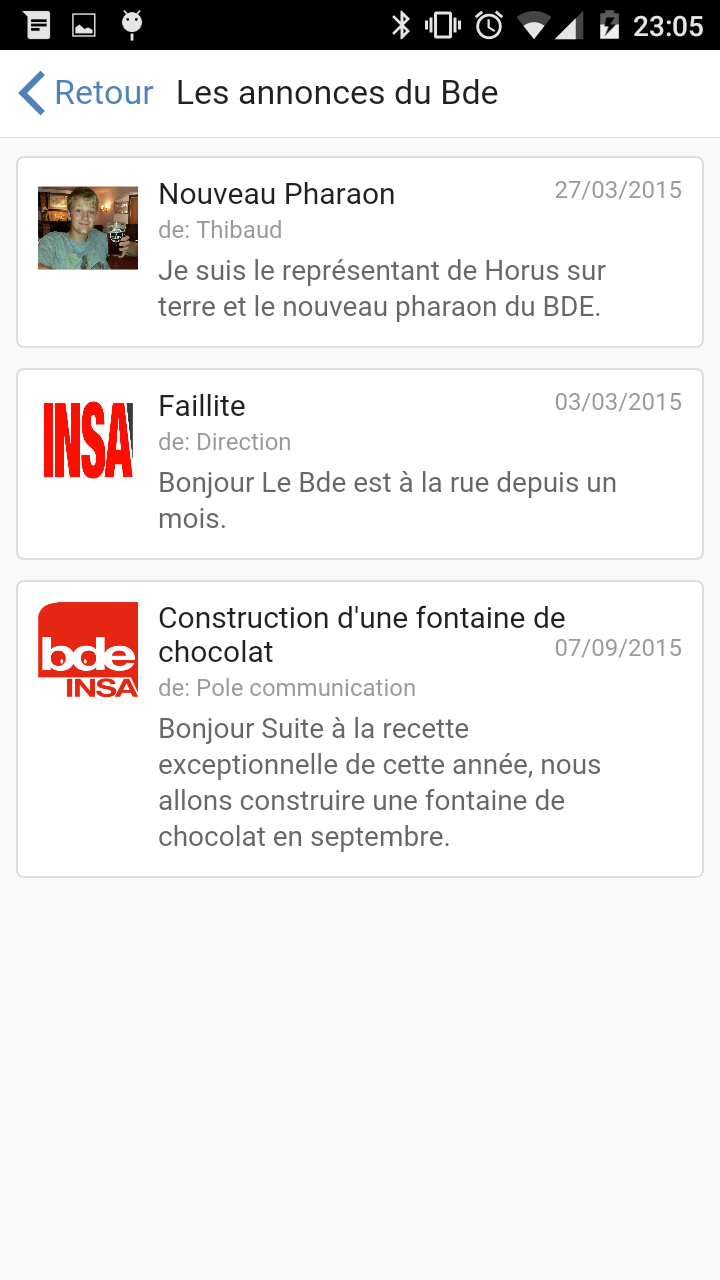 23:05
Retour Les annonces du Bde
Nouveau Pharaon 27/03/2015
de: Thibaud
Je suis le représentant de Horus sur
terre et le nouveau pharaon du BDE.
INSA
Faillite 03/03/2015
de: Direction
Bonjour Le Bde est à la rue depuis un
mois.
bde
INSA
Construction d'une fontaine de
chocolat 07/09/2015
de: Pole communication
Bonjour Suite à la recette
exceptionnelle de cette année, nous
allons construire une fontaine de
chocolat en septembre.